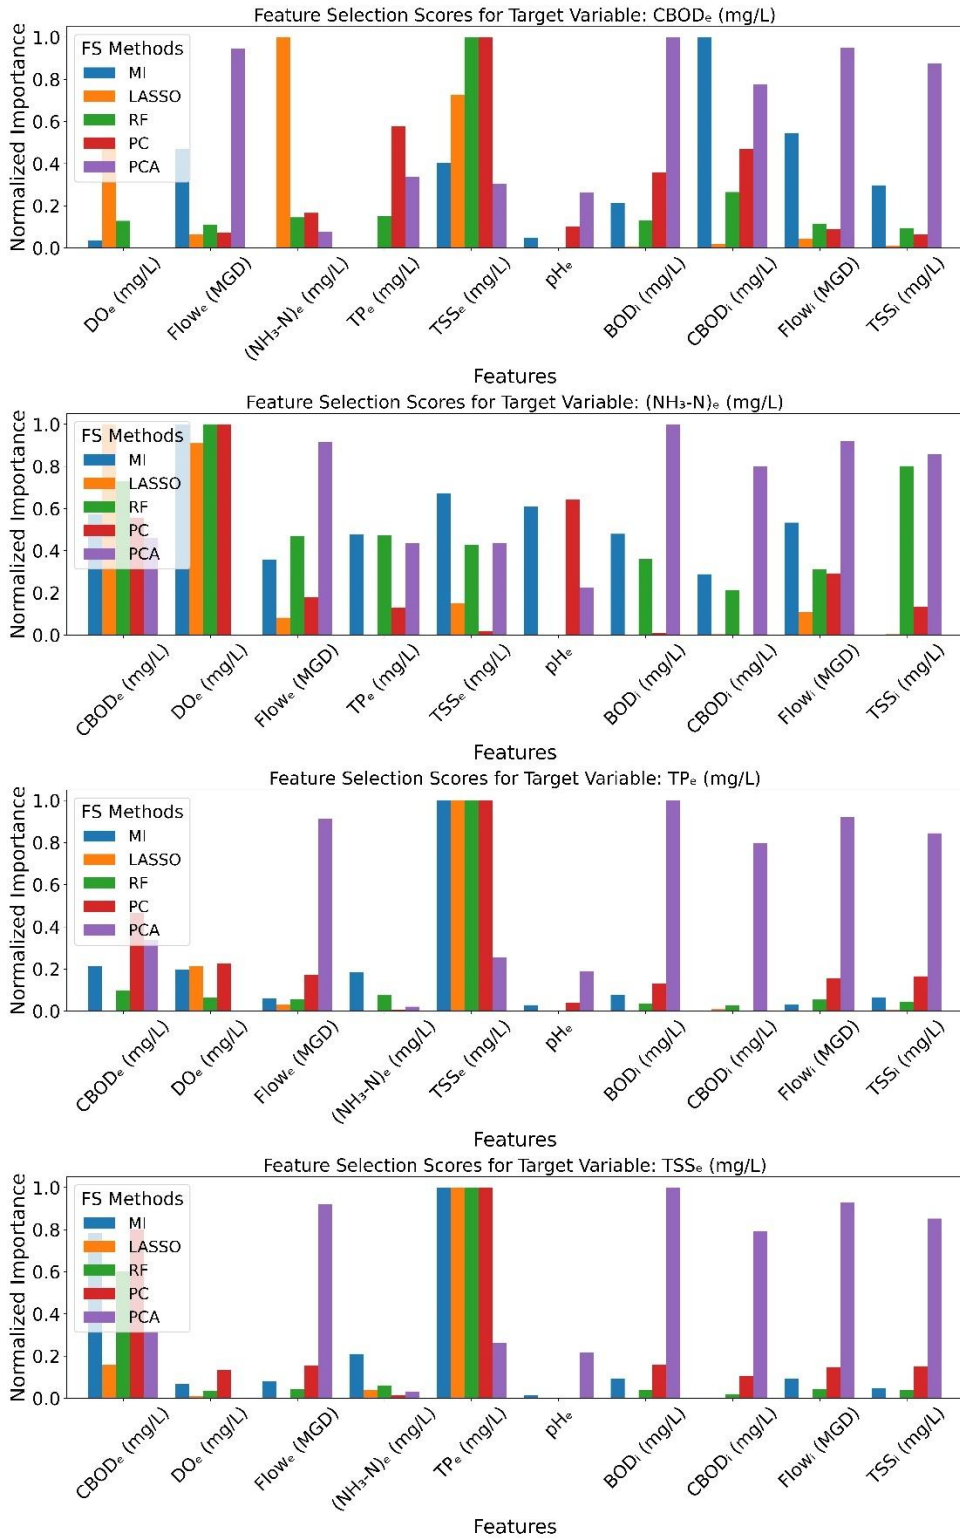 Feature Selection Scores for Target Variable: CBODₑ (mg/L)
Normalized Importance
1.0
0.8
0.6
0.4
0.2
0.0
FS Methods
MI
LASSO
RF
PC
PCA
DOₑ (mg/L)
Flowₑ (MGD)
(NH₃-N)ₑ (mg/L)
TPₑ (mg/L)
TSSₑ (mg/L)
pHₑ
BODᵢ (mg/L)
CBODᵢ (mg/L)
Flowᵢ (MGD)
TSSᵢ (mg/L)
Features
Feature Selection Scores for Target Variable: (NH₃-N)ₑ (mg/L)
Normalized Importance
1.0
0.8
0.6
0.4
0.2
0.0
FS Methods
MI
LASSO
RF
PC
PCA
CBODₑ (mg/L)
DOₑ (mg/L)
Flowₑ (MGD)
TPₑ (mg/L)
TSSₑ (mg/L)
pHₑ
BODᵢ (mg/L)
CBODᵢ (mg/L)
Flowᵢ (MGD)
TSSᵢ (mg/L)
Features
Feature Selection Scores for Target Variable: TPₑ (mg/L)
Normalized Importance
1.0
0.8
0.6
0.4
0.2
0.0
FS Methods
MI
LASSO
RF
PC
PCA
CBODₑ (mg/L)
DOₑ (mg/L)
Flowₑ (MGD)
(NH₃-N)ₑ (mg/L)
TSSₑ (mg/L)
pHₑ
BODᵢ (mg/L)
CBODᵢ (mg/L)
Flowᵢ (MGD)
TSSᵢ (mg/L)
Features
Feature Selection Scores for Target Variable: TSSₑ (mg/L)
Normalized Importance
1.0
0.8
0.6
0.4
0.2
0.0
FS Methods
MI
LASSO
RF
PC
PCA
CBODₑ (mg/L)
DOₑ (mg/L)
Flowₑ (MGD)
(NH₃-N)ₑ (mg/L)
TPₑ (mg/L)
pHₑ
BODᵢ (mg/L)
CBODᵢ (mg/L)
Flowᵢ (MGD)
TSSᵢ (mg/L)
Features